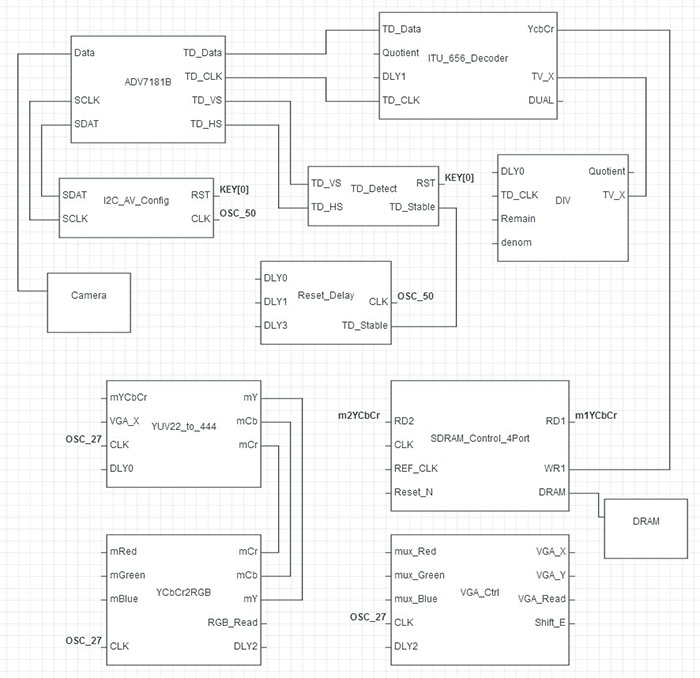 Data
TD_Data
ADV7181B
TD_CLK
SCLK
TD_VS
SDAT
TD_HS
TD_Data
YcbCr
Quotient
ITU_656_Decoder
DLY1
TV_X
TD_CLK
DUAL
SDAT
RST
KEY[0]
I2C_AV_Config
SCLK
CLK
OSC_50
TD_VS
RST
KEY[0]
TD_Detect
TD_HS
TD_Stable
DLY0
Quotient
TD_CLK
TV_X
DIV
Remain
denom
Camera
DLY0
Reset_Delay
DLY1
CLK
OSC_50
DLY3
TD_Stable
mYCbCr
mY
VGA_X
mCb
YUV22_to_444
OSC_27
CLK
mCr
DLY0
m2YCbCr
RD2
RD1
m1YCbCr
CLK
SDRAM_Control_4Port
REF_CLK
WR1
Reset_N
DRAM
DRAM
mRed
mCr
mGreen
mCb
YCbCr2RGB
mBlue
mY
RGB_Read
OSC_27
CLK
DLY2
mux_Red
VGA_X
mux_Green
VGA_Y
VGA_Ctrl
mux_Blue
VGA_Read
OSC_27
CLK
Shift_E
DLY2